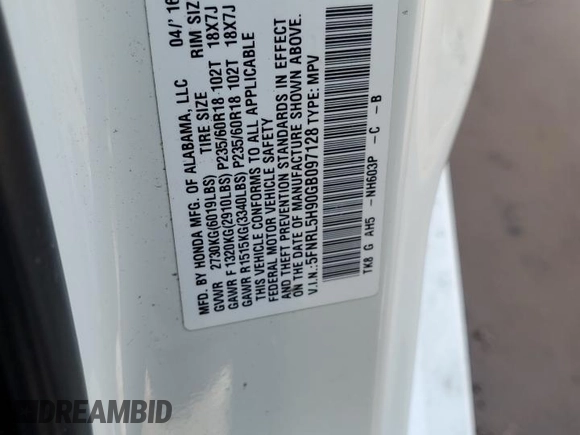 MFD. BY HONDA MFG. OF ALABAMA, LLC 04/'16
GVWR 2730KG(6019LBS) TIRE SIZE RIM SIZE
GAWR F 1320KG(2910LBS) P235/60R18 102T 18X7J
GAWR R1515KG(3340LBS) P235/60R18 102T 18X7J
THIS VEHICLE CONFORMS TO ALL APPLICABLE
FEDERAL MOTOR VEHICLE SAFETY
AND THEFT PREVENTION STANDARDS IN EFFECT
ON THE DATE OF MANUFACTURE SHOWN ABOVE.
V.I.N.:5FNRL5H90GB097128 TYPE: MPV
TK8 G AH5 -NH603P -C -B
DREAMBID